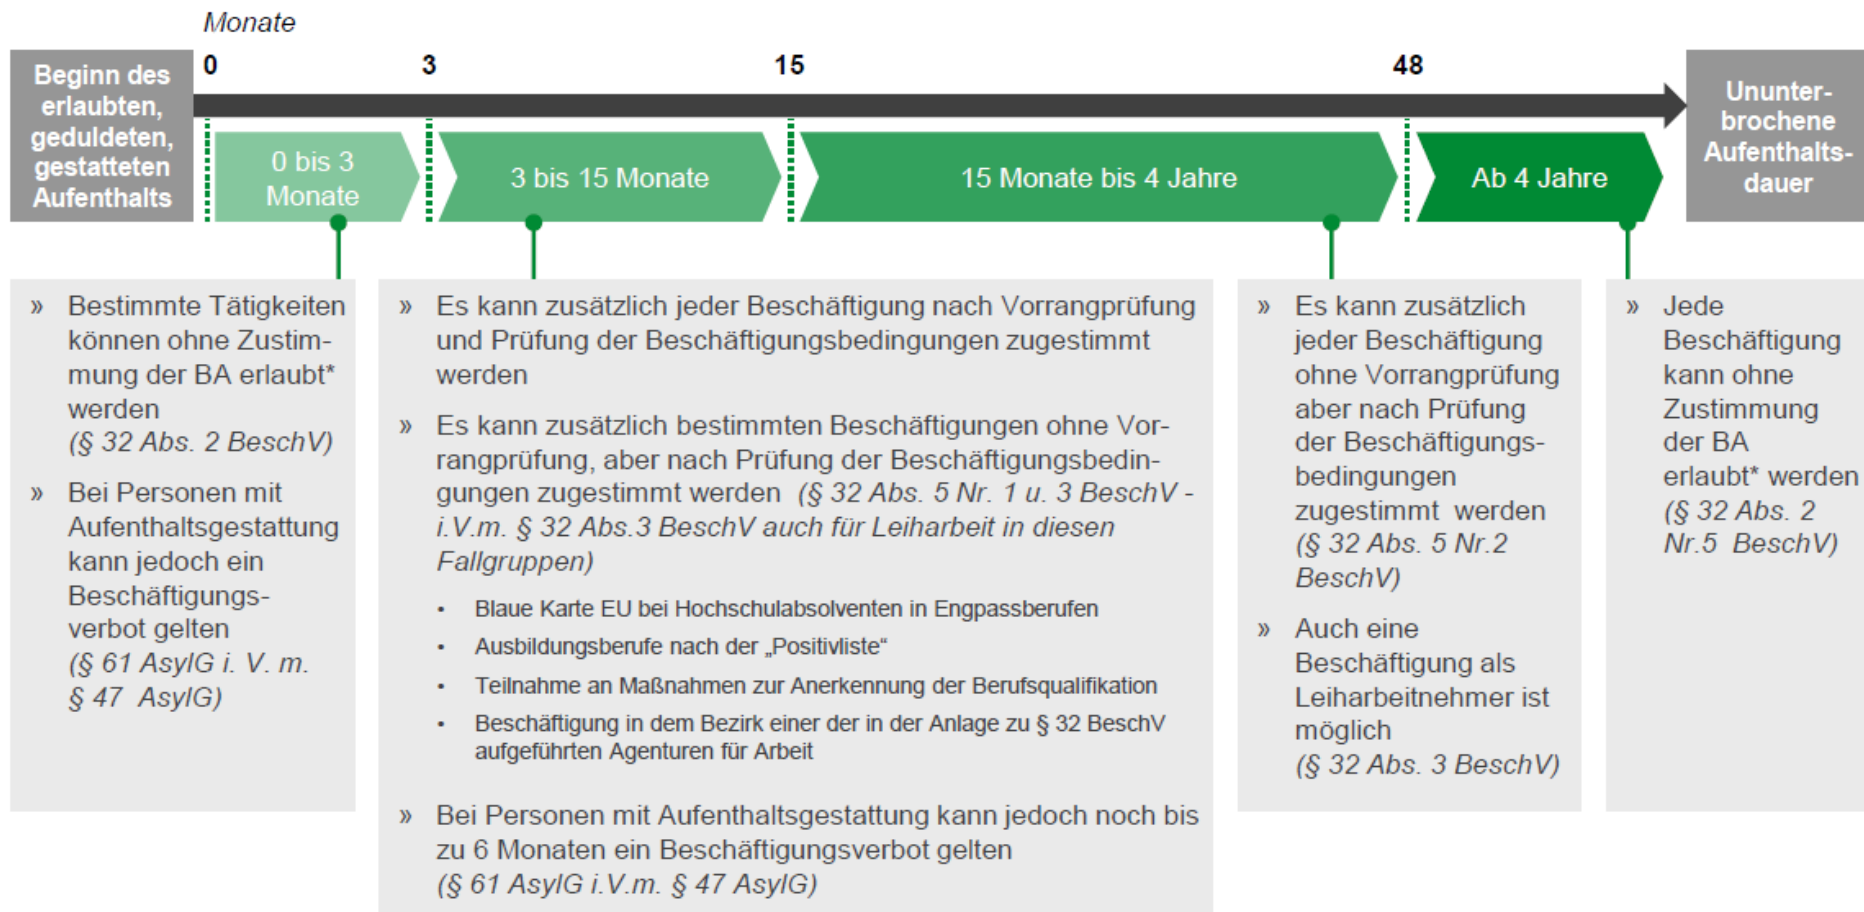 Monate
0
3
15
48
Beginn des
erlaubten,
geduldeten,
gestatteten
Aufenthalts
Ununter-
brochene
Aufenthalts-
dauer
0 bis 3
Monate
3 bis 15 Monate
15 Monate bis 4 Jahre
Ab 4 Jahre
» Bestimmte Tätigkeiten
können ohne Zustim-
mung der BA erlaubt*
werden
(§ 32 Abs. 2 BeschV)
» Bei Personen mit
Aufenthaltsgestattung
kann jedoch ein
Beschäftigungs-
verbot gelten
(§ 61 AsylG i. V. m.
§ 47 AsylG)
» Es kann zusätzlich jeder Beschäftigung nach Vorrangprüfung
und Prüfung der Beschäftigungsbedingungen zugestimmt
werden
» Es kann zusätzlich bestimmten Beschäftigungen ohne Vor-
rangprüfung, aber nach Prüfung der Beschäftigungsbedin-
gungen zugestimmt werden (§ 32 Abs. 5 Nr. 1 u. 3 BeschV -
i.V.m. § 32 Abs.3 BeschV auch für Leiharbeit in diesen
Fallgruppen)
• Blaue Karte EU bei Hochschulabsolventen in Engpassberufen
• Ausbildungsberufe nach der „Positivliste“
• Teilnahme an Maßnahmen zur Anerkennung der Berufsqualifikation
• Beschäftigung in dem Bezirk einer der in der Anlage zu § 32 BeschV
aufgeführten Agenturen für Arbeit
» Bei Personen mit Aufenthaltsgestattung kann jedoch noch bis
zu 6 Monaten ein Beschäftigungsverbot gelten
(§ 61 AsylG i.V.m. § 47 AsylG)
» Es kann zusätzlich
jeder Beschäftigung
ohne Vorrangprüfung
aber nach Prüfung
der Beschäftigungs-
bedingungen
zugestimmt werden
(§ 32 Abs. 5 Nr.2
BeschV)
» Auch eine
Beschäftigung als
Leiharbeitnehmer ist
möglich
(§ 32 Abs. 3 BeschV)
» Jede
Beschäftigung
kann ohne
Zustimmung
der BA
erlaubt* werden
(§ 32 Abs. 2
Nr.5 BeschV)